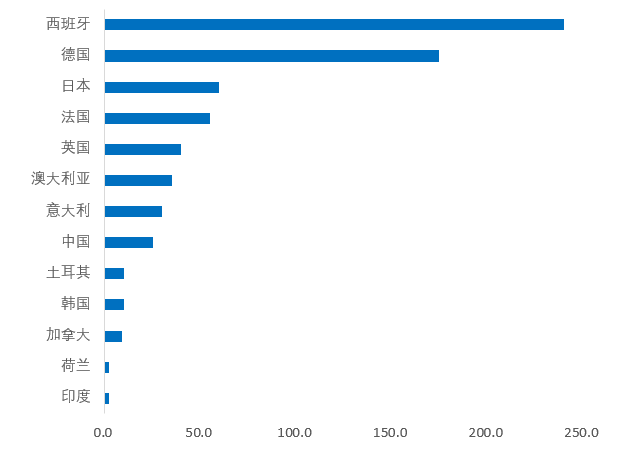 西班牙
德国
日本
法国
英国
澳大利亚
意大利
中国
土耳其
韩国
加拿大
荷兰
印度
0.0 50.0 100.0 150.0 200.0 250.0